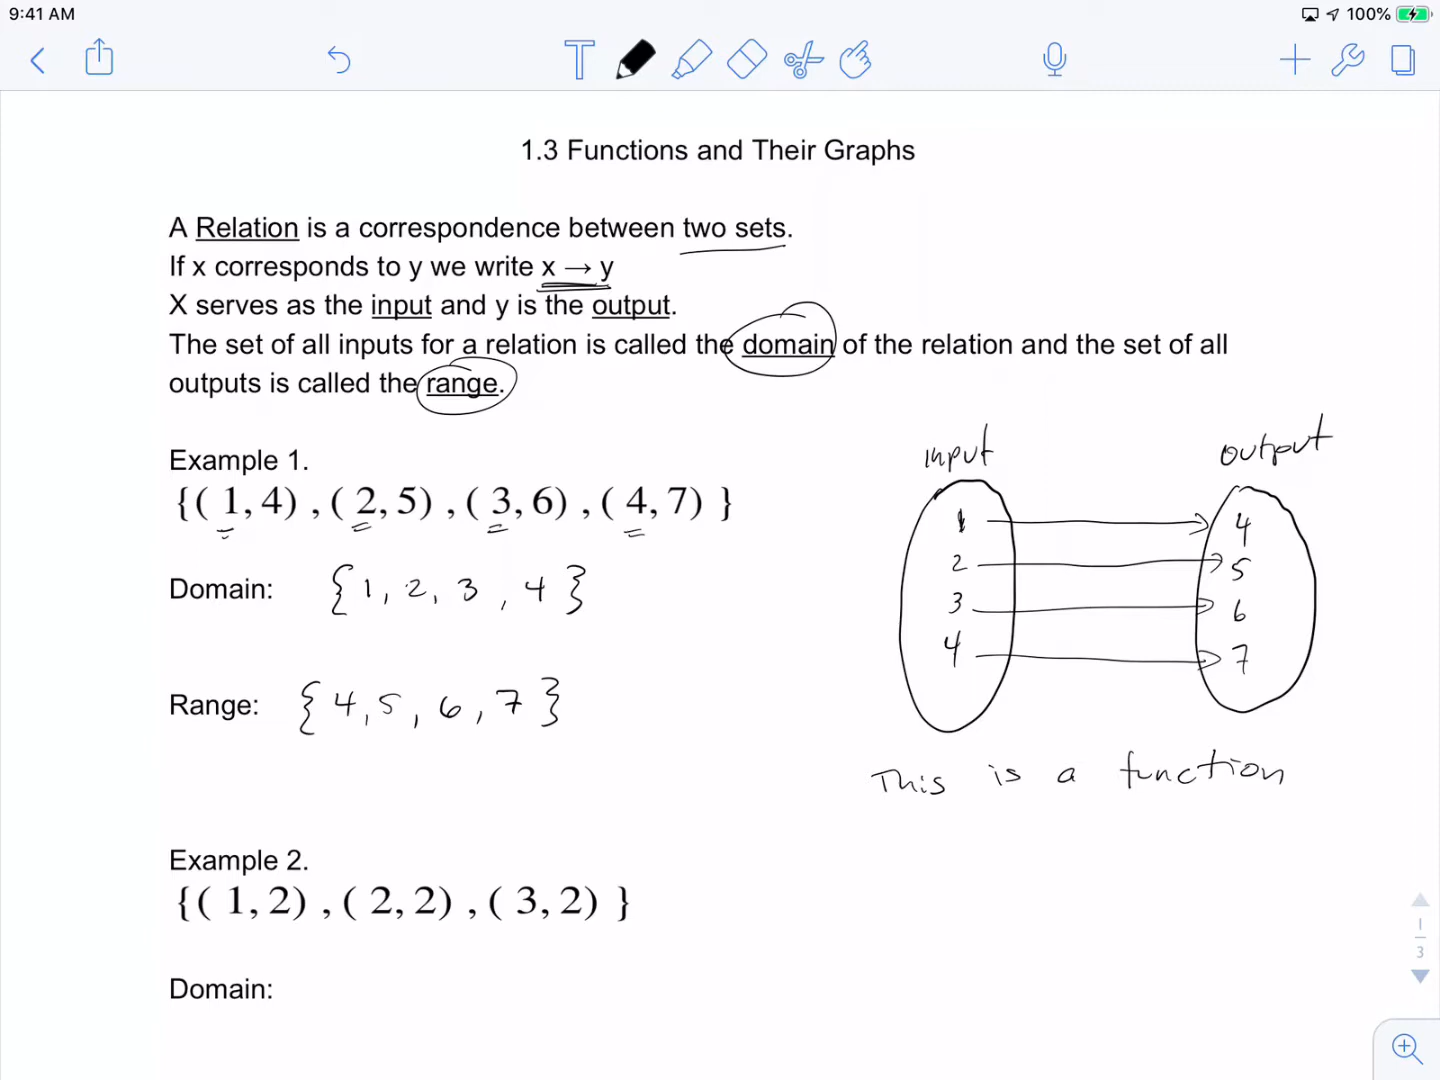 9:41 AM
100%
1.3 Functions and Their Graphs
A Relation is a correspondence between two sets.
If x corresponds to y we write x → y
X serves as the input and y is the output.
The set of all inputs for a relation is called the domain of the relation and the set of all
outputs is called the range.
Example 1.
{( 1, 4) , ( 2, 5) , ( 3, 6) , ( 4, 7) }
Domain: {1, 2, 3, 4}
Range: {4, 5, 6, 7}
input output
1 → 4
2 → 5
3 → 6
4 → 7
This is a function
Example 2.
{( 1, 2) , ( 2, 2) , ( 3, 2) }
Domain:
1
3